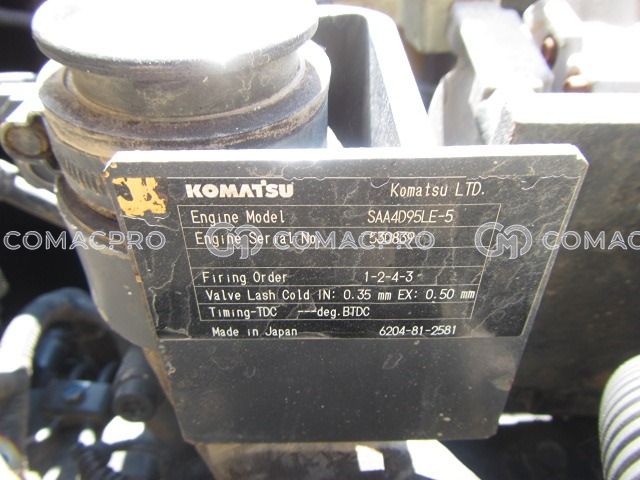 KOMATSU Komatsu LTD.
Engine Model SAA4D95LE-5
Engine Serial No. 530839
Firing Order 1-2-4-3
Valve Lash Cold IN: 0.35 mm EX: 0.50 mm
Timing-TDC ---deg.BTDC
Made in Japan 6204-81-2581
COMACPRO COMACPRO COMACPRO